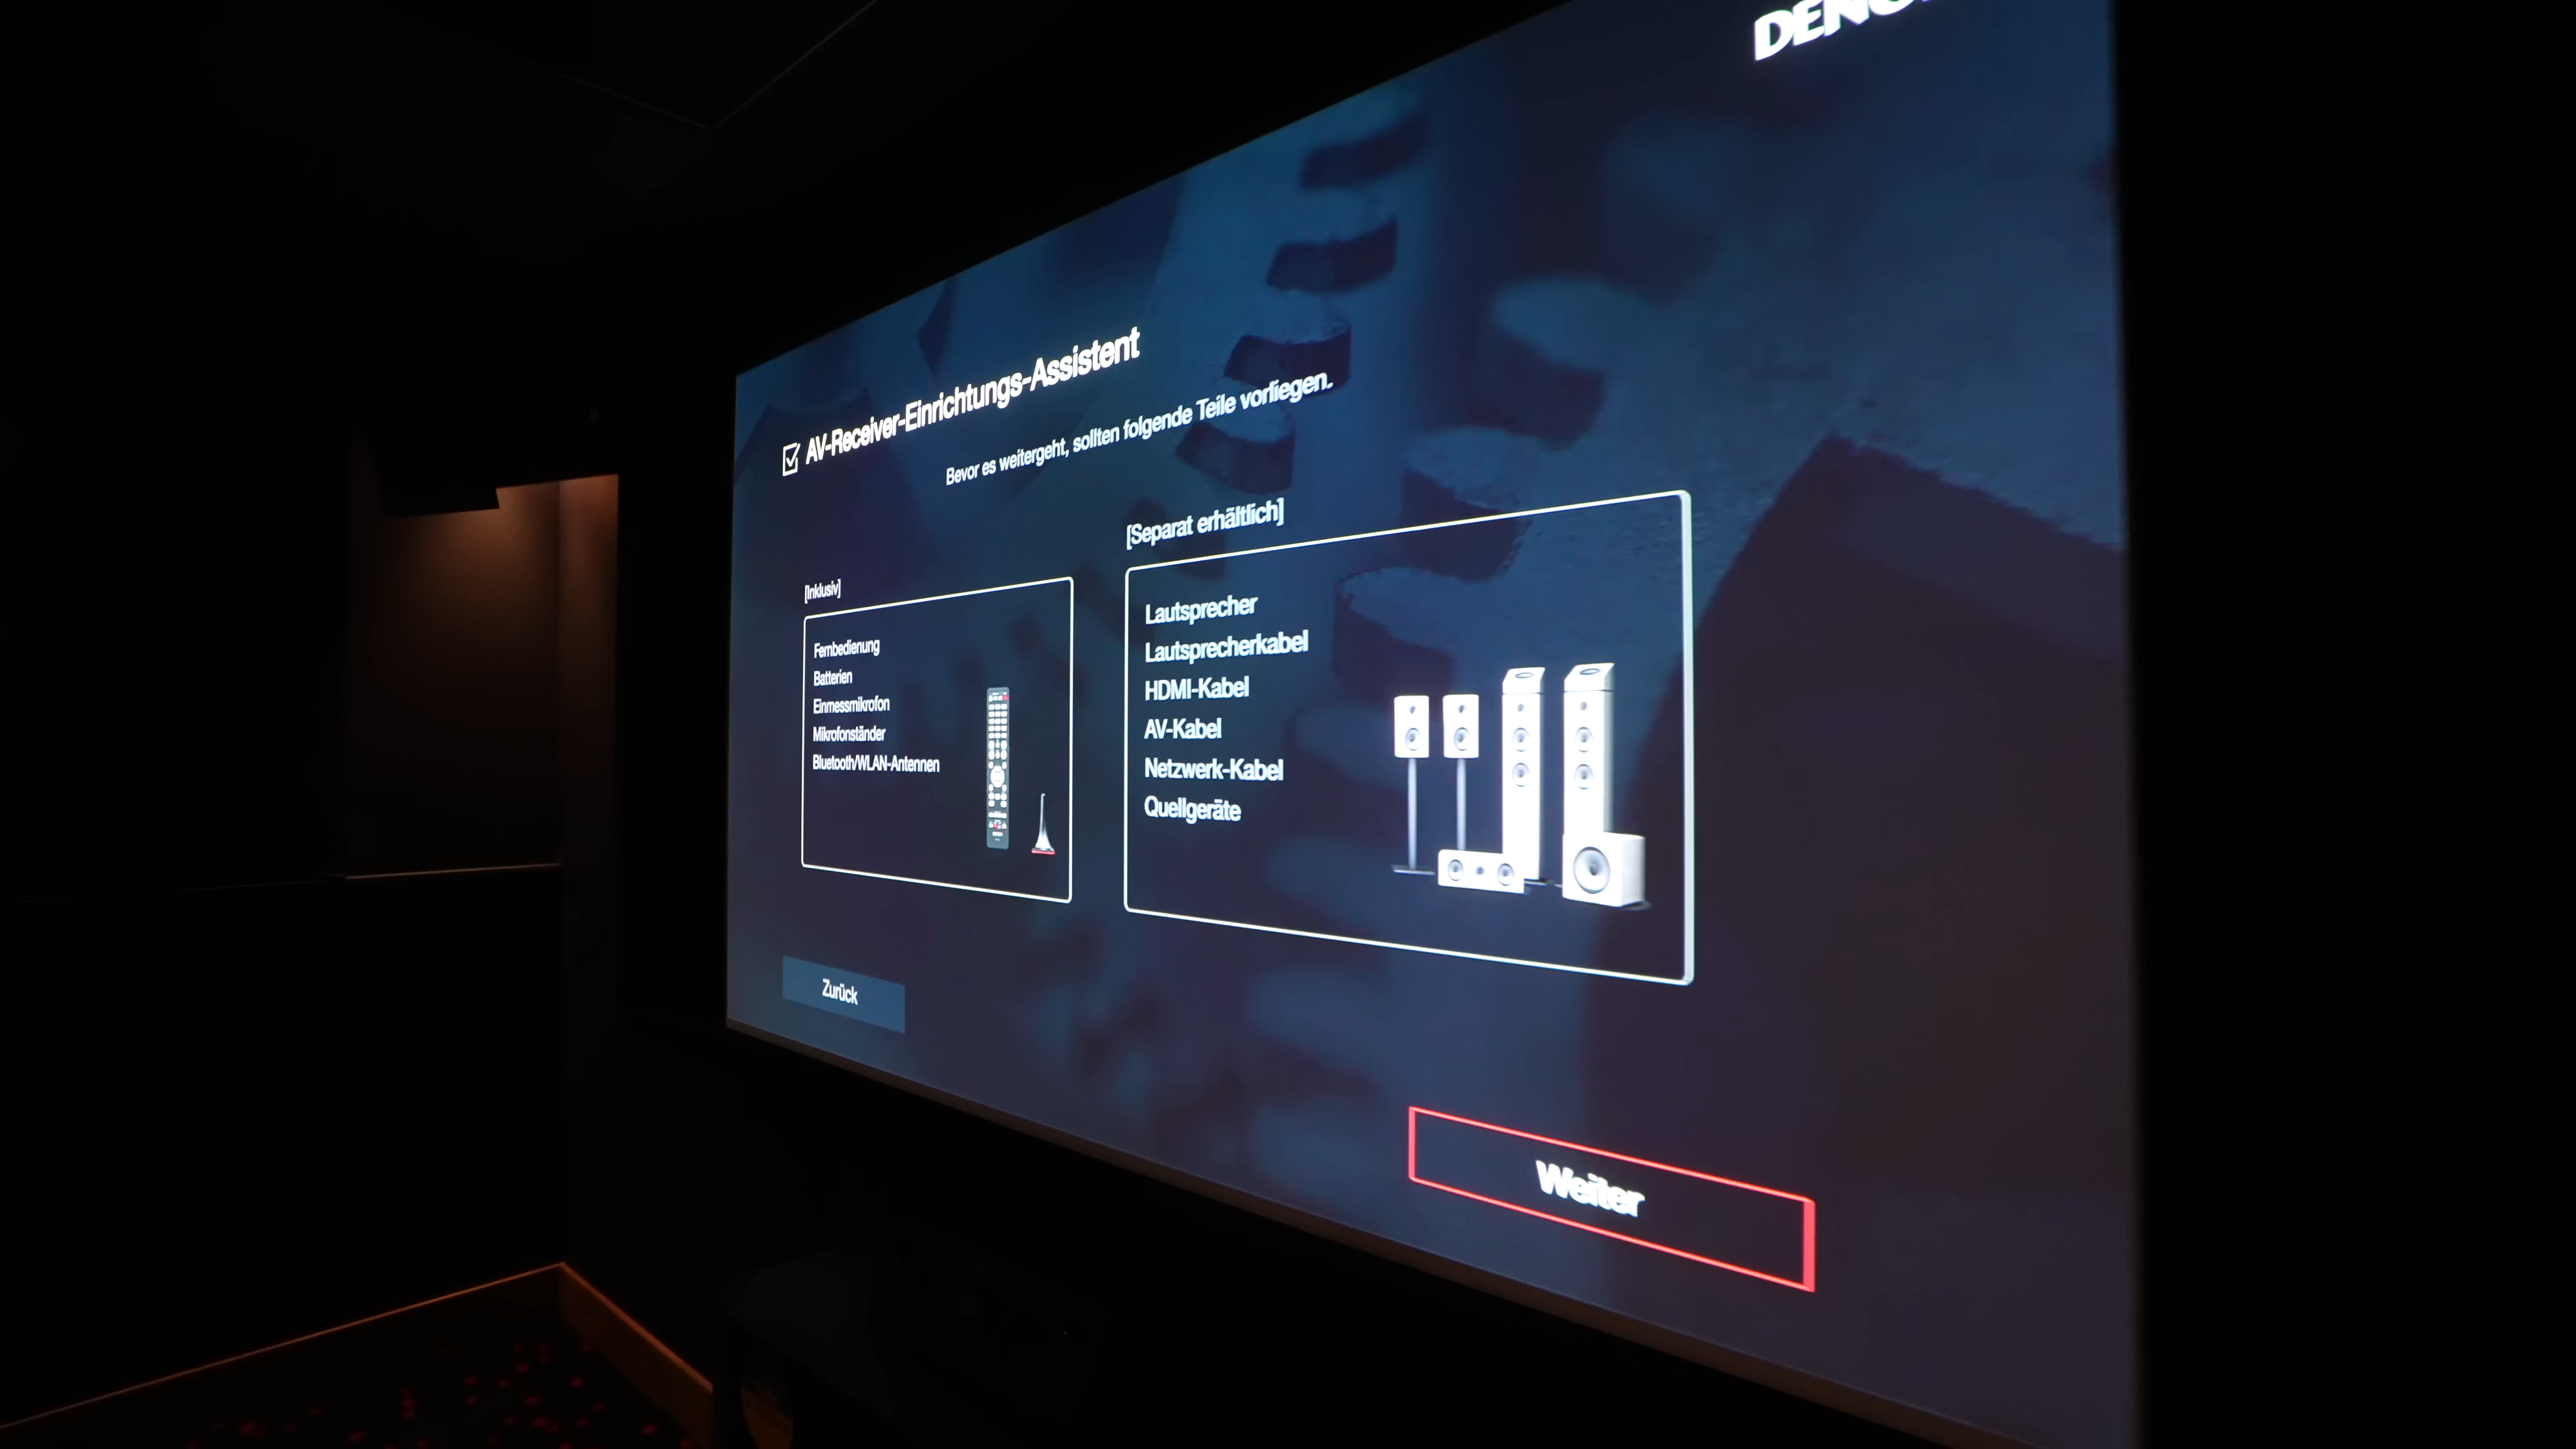 DENON
AV-Receiver-Einrichtungs-Assistent
Bevor es weitergeht, sollten folgende Teile vorliegen.
[Inklusiv]
Fernbedienung
Batterien
Einmessmikrofon
Mikrofonständer
Bluetooth/WLAN-Antennen
[Separat erhältlich]
Lautsprecher
Lautsprecherkabel
HDMI-Kabel
AV-Kabel
Netzwerk-Kabel
Quellgeräte
Zurück
Weiter